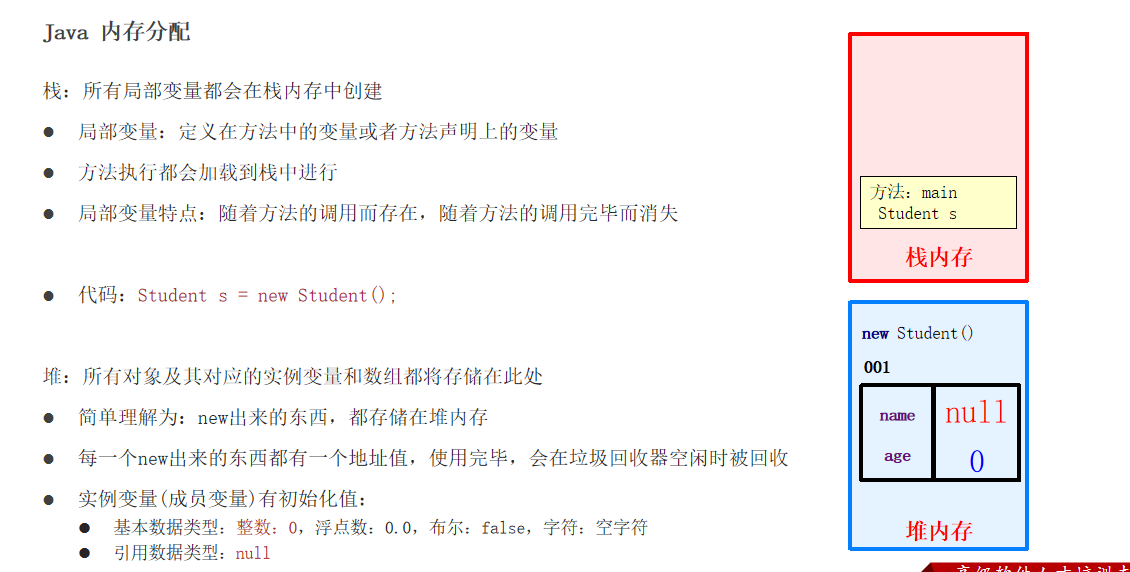 Java 内存分配
栈：所有局部变量都会在栈内存中创建
● 局部变量：定义在方法中的变量或者方法声明上的变量
● 方法执行都会加载到栈中进行
● 局部变量特点：随着方法的调用而存在，随着方法的调用完毕而消失
● 代码：Student s = new Student();
堆：所有对象及其对应的实例变量和数组都将存储在此处
● 简单理解为：new出来的东西，都存储在堆内存
● 每一个new出来的东西都有一个地址值，使用完毕，会在垃圾回收器空闲时被回收
● 实例变量(成员变量)有初始化值：
● 基本数据类型：整数：0，浮点数：0.0，布尔：false，字符：空字符
● 引用数据类型：null
方法：main
Student s
栈内存
new Student()
001
name null
age 0
堆内存